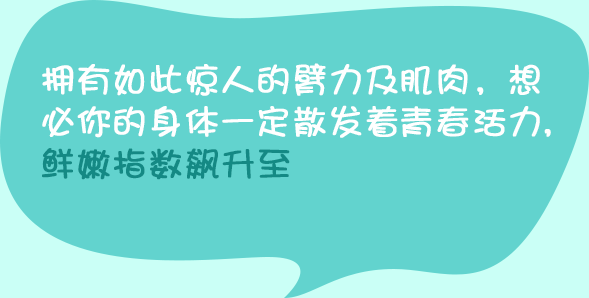 拥有如此惊人的臂力及肌肉，想
必你的身体一定散发着青春活力,
鲜嫩指数飙升至